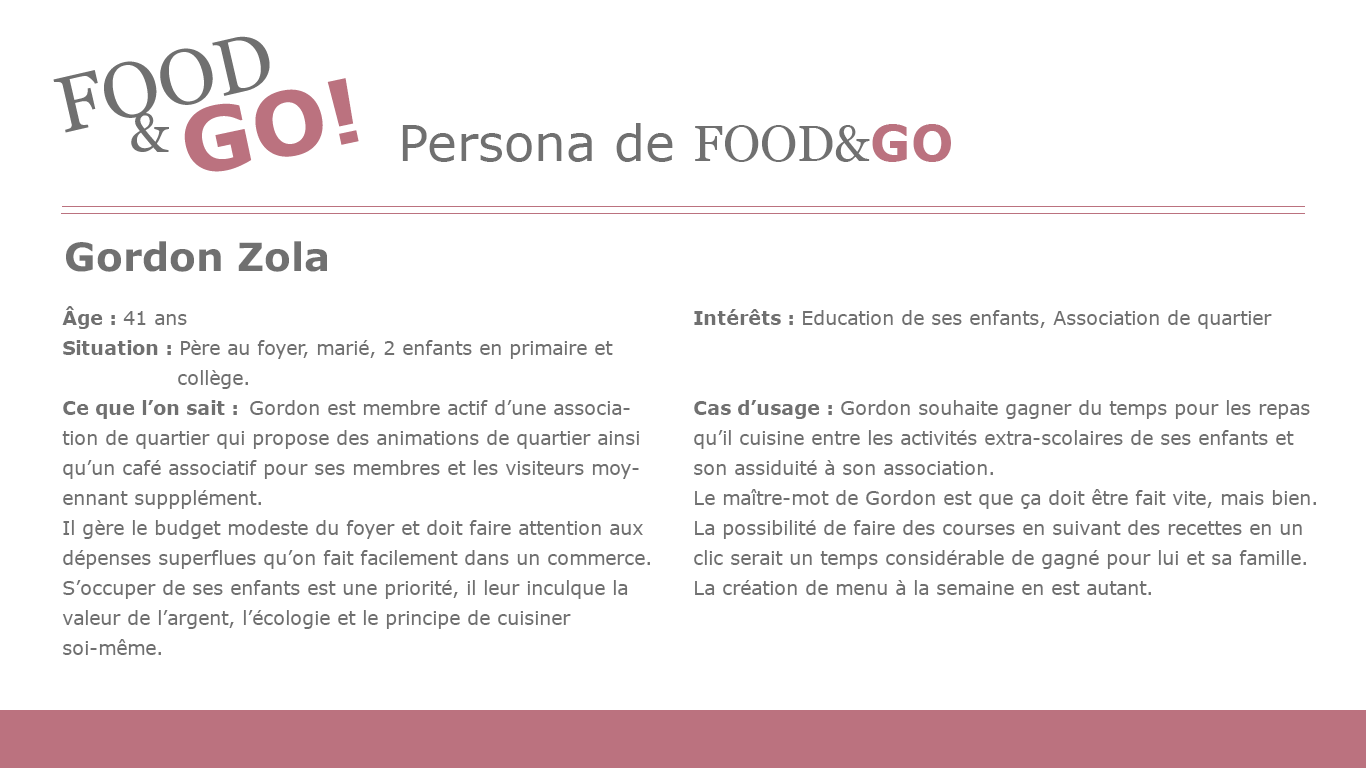 FOOD
& GO!
Persona de FOOD&GO
Gordon Zola
Âge : 41 ans
Situation : Père au foyer, marié, 2 enfants en primaire et
collège.
Ce que l’on sait : Gordon est membre actif d’une associa-
tion de quartier qui propose des animations de quartier ainsi
qu’un café associatif pour ses membres et les visiteurs moy-
ennant suppplément.
Il gère le budget modeste du foyer et doit faire attention aux
dépenses superflues qu’on fait facilement dans un commerce.
S’occuper de ses enfants est une priorité, il leur inculque la
valeur de l’argent, l’écologie et le principe de cuisiner
soi-même.
Intérêts : Education de ses enfants, Association de quartier
Cas d’usage : Gordon souhaite gagner du temps pour les repas
qu’il cuisine entre les activités extra-scolaires de ses enfants et
son assiduité à son association.
Le maître-mot de Gordon est que ça doit être fait vite, mais bien.
La possibilité de faire des courses en suivant des recettes en un
clic serait un temps considérable de gagné pour lui et sa famille.
La création de menu à la semaine en est autant.